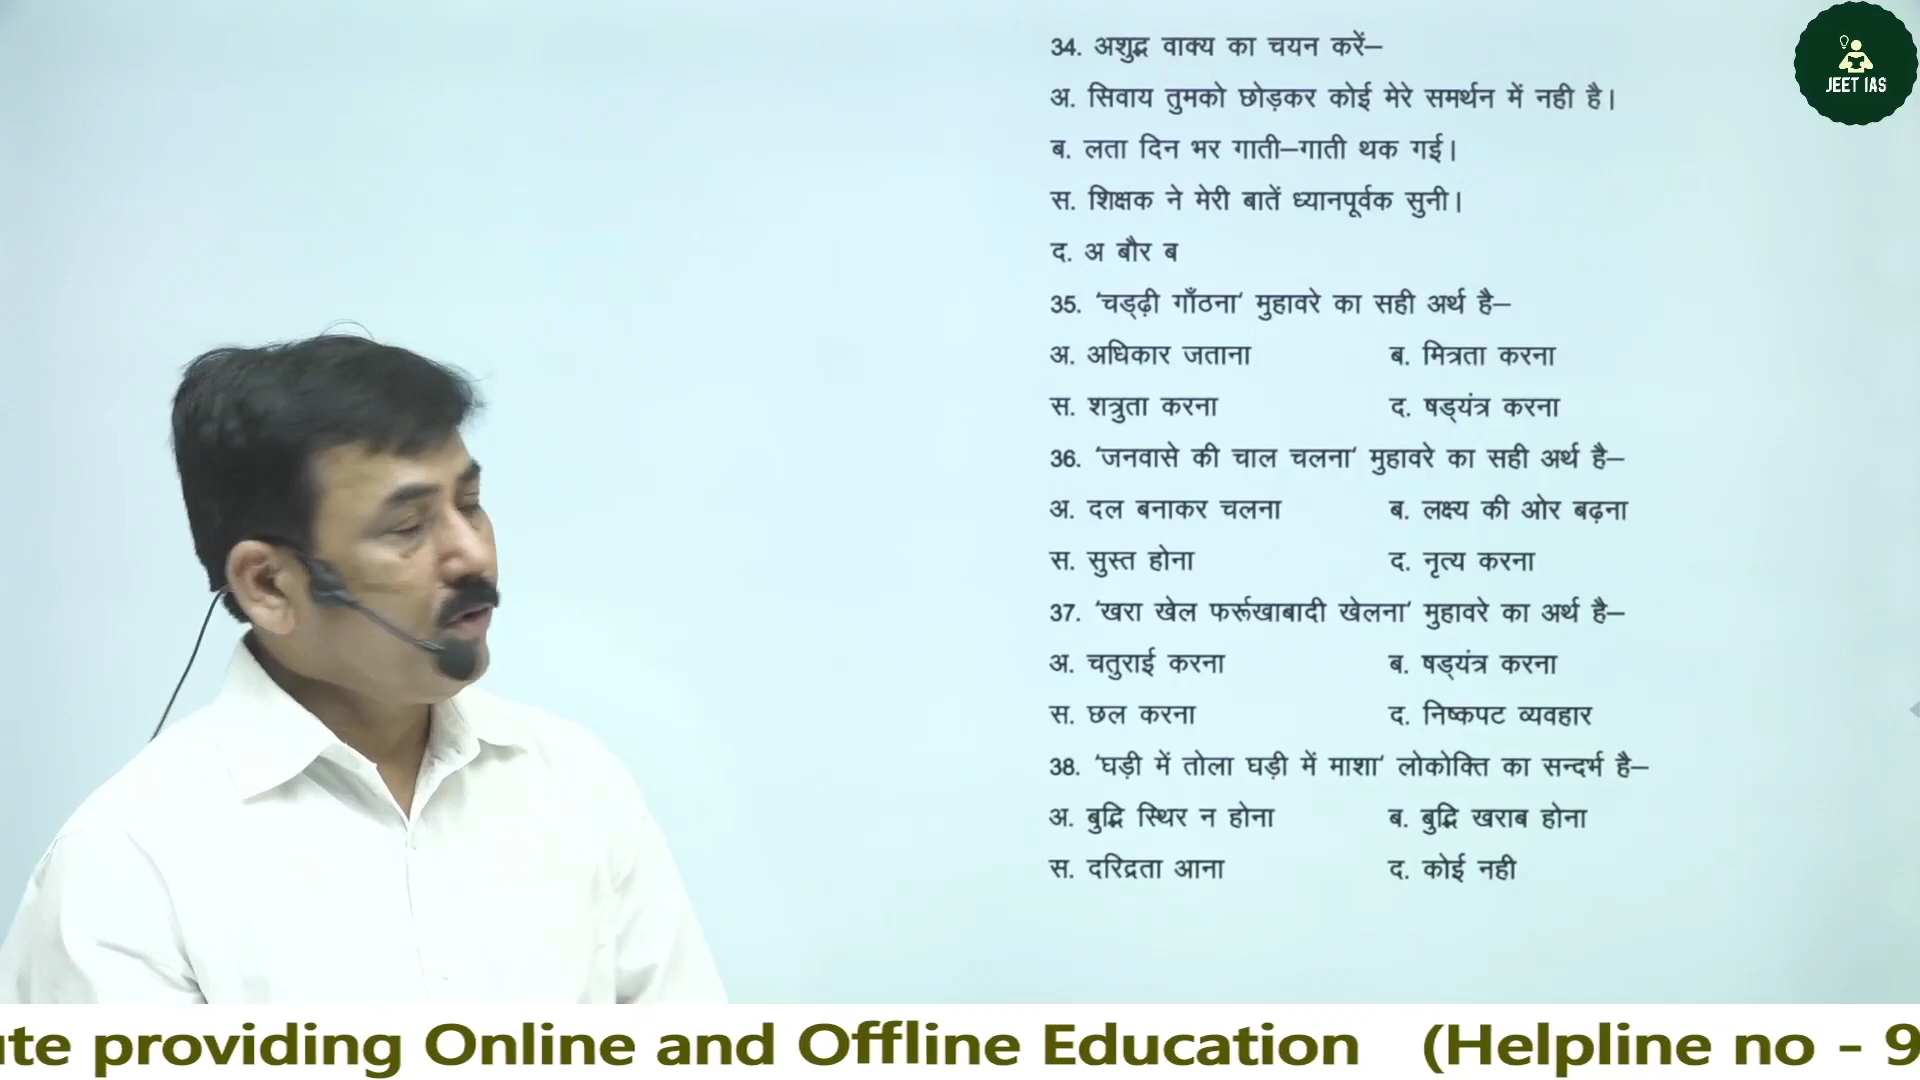 34. अशुद्ध वाक्य का चयन करें–
अ. सिवाय तुमको छोड़कर कोई मेरे समर्थन में नही है।
ब. लता दिन भर गाती–गाती थक गई।
स. शिक्षक ने मेरी बातें ध्यानपूर्वक सुनी।
द. अ बौर ब
35. ‘चड्ढ़ी गाँठना‘ मुहावरे का सही अर्थ है–
अ. अधिकार जताना ब. मित्रता करना
स. शत्रुता करना द. षड्यंत्र करना
36. ‘जनवासे की चाल चलना‘ मुहावरे का सही अर्थ है–
अ. दल बनाकर चलना ब. लक्ष्य की ओर बढ़ना
स. सुस्त होना द. नृत्य करना
37. ‘खरा खेल फर्रूखाबादी खेलना‘ मुहावरे का अर्थ है–
अ. चतुराई करना ब. षड्यंत्र करना
स. छल करना द. निष्कपट व्यवहार
38. ‘घड़ी में तोला घड़ी में माशा‘ लोकोक्ति का सन्दर्भ है–
अ. बुद्धि स्थिर न होना ब. बुद्धि खराब होना
स. दरिद्रता आना द. कोई नही
JEET IAS
ute providing Online and Offline Education (Helpline no - 9